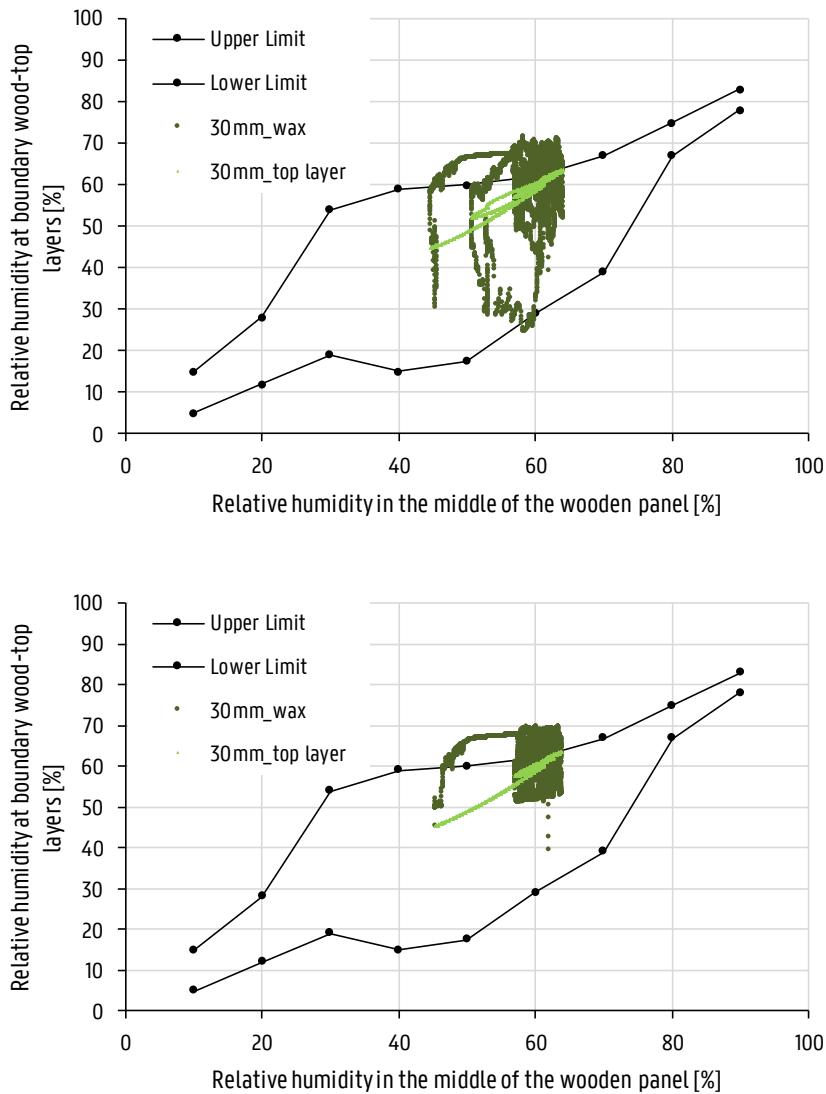 100
90
80
70
60
50
40
30
20
10
0
Relative humidity at boundary wood-top
layers [%]
Upper Limit
Lower Limit
30mm_wax
30mm_top layer
0 20 40 60 80 100
Relative humidity in the middle of the wooden panel [%]
100
90
80
70
60
50
40
30
20
10
0
Relative humidity at boundary wood-top
layers [%]
Upper Limit
Lower Limit
30mm_wax
30mm_top layer
0 20 40 60 80 100
Relative humidity in the middle of the wooden panel [%]